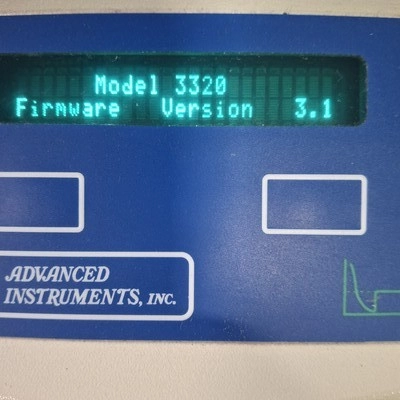 Model 3320
Firmware Version 3.1
ADVANCED
INSTRUMENTS, INC.